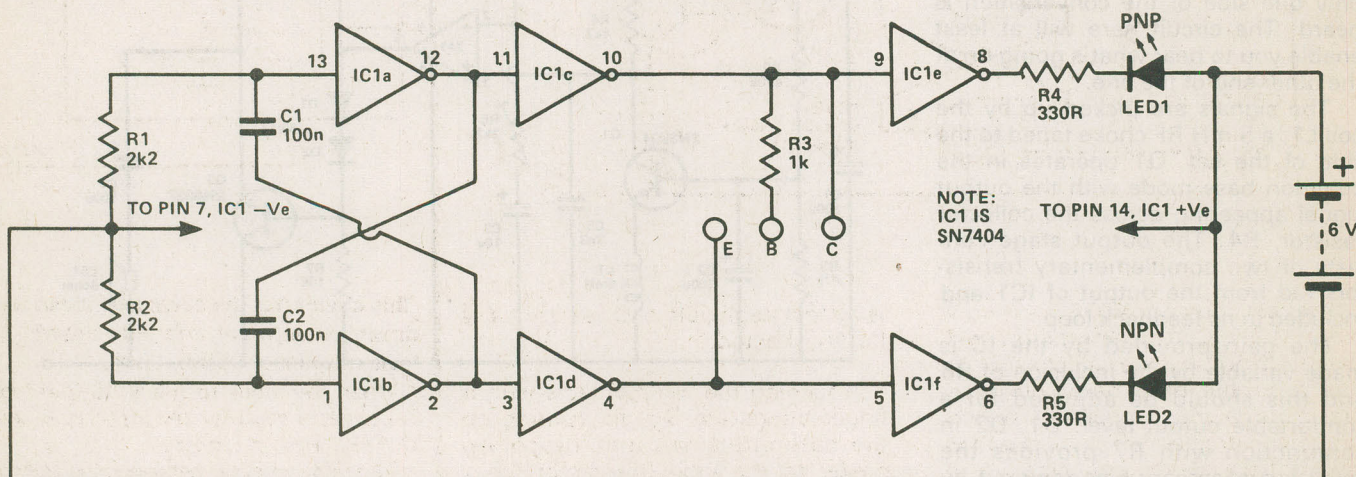 PNP
13
IC1a
12
11
IC1c
10
9
IC1e
8
R4
330R
LED1
C1
100n
R1
2k2
R3
1k
+
TO PIN 7, IC1 –Ve
NOTE:
IC1 IS
SN7404
TO PIN 14, IC1 +Ve
6 V
E
B
C
R2
2k2
C2
100n
NPN
1
IC1b
2
3
IC1d
4
5
IC1f
6
R5
330R
LED2